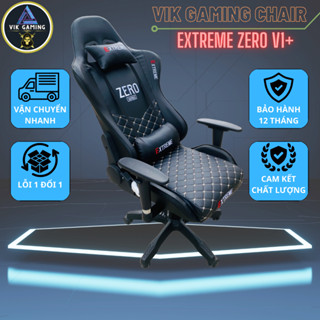 VIK GAMING
VIK GAMING CHAIR
EXTREME ZERO V1+
VẬN CHUYỂN
NHANH
BẢO HÀNH
12 THÁNG
LỖI 1 ĐỔI 1
CAM KẾT
CHẤT LƯỢNG
ZERO
EXTREME
EXTREME